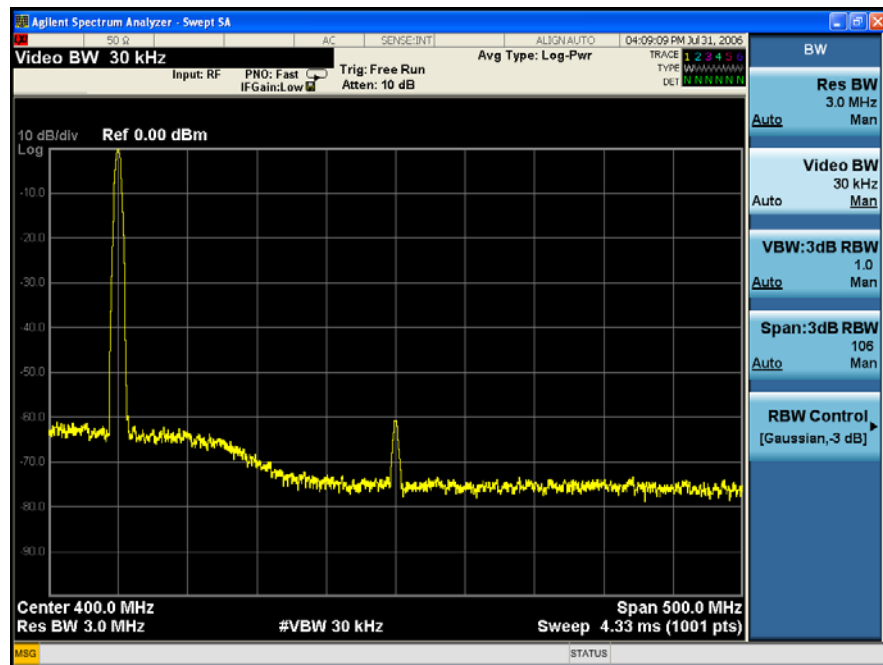 Agilent Spectrum Analyzer - Swept SA
50 Ω AC SENSE:INT ALIGN AUTO 04:09:09 PM Jul 31, 2006
Video BW 30 kHz
Input: RF PNO: Fast Trig: Free Run Avg Type: Log-Pwr TRACE 1 2 3 4 5 6
IFGain:Low Atten: 10 dB TYPE
DET N N N N N N
10 dB/div Ref 0.00 dBm
Log
-10.0
-20.0
-30.0
-40.0
-50.0
-60.0
-70.0
-80.0
-90.0
Center 400.0 MHz Span 500.0 MHz
Res BW 3.0 MHz #VBW 30 kHz Sweep 4.33 ms (1001 pts)
MSG STATUS
BW
Res BW
3.0 MHz
Auto Man
Video BW
30 kHz
Auto Man
VBW:3dB RBW
1.0
Auto Man
Span:3dB RBW
106
Auto Man
RBW Control
[Gaussian,-3 dB]